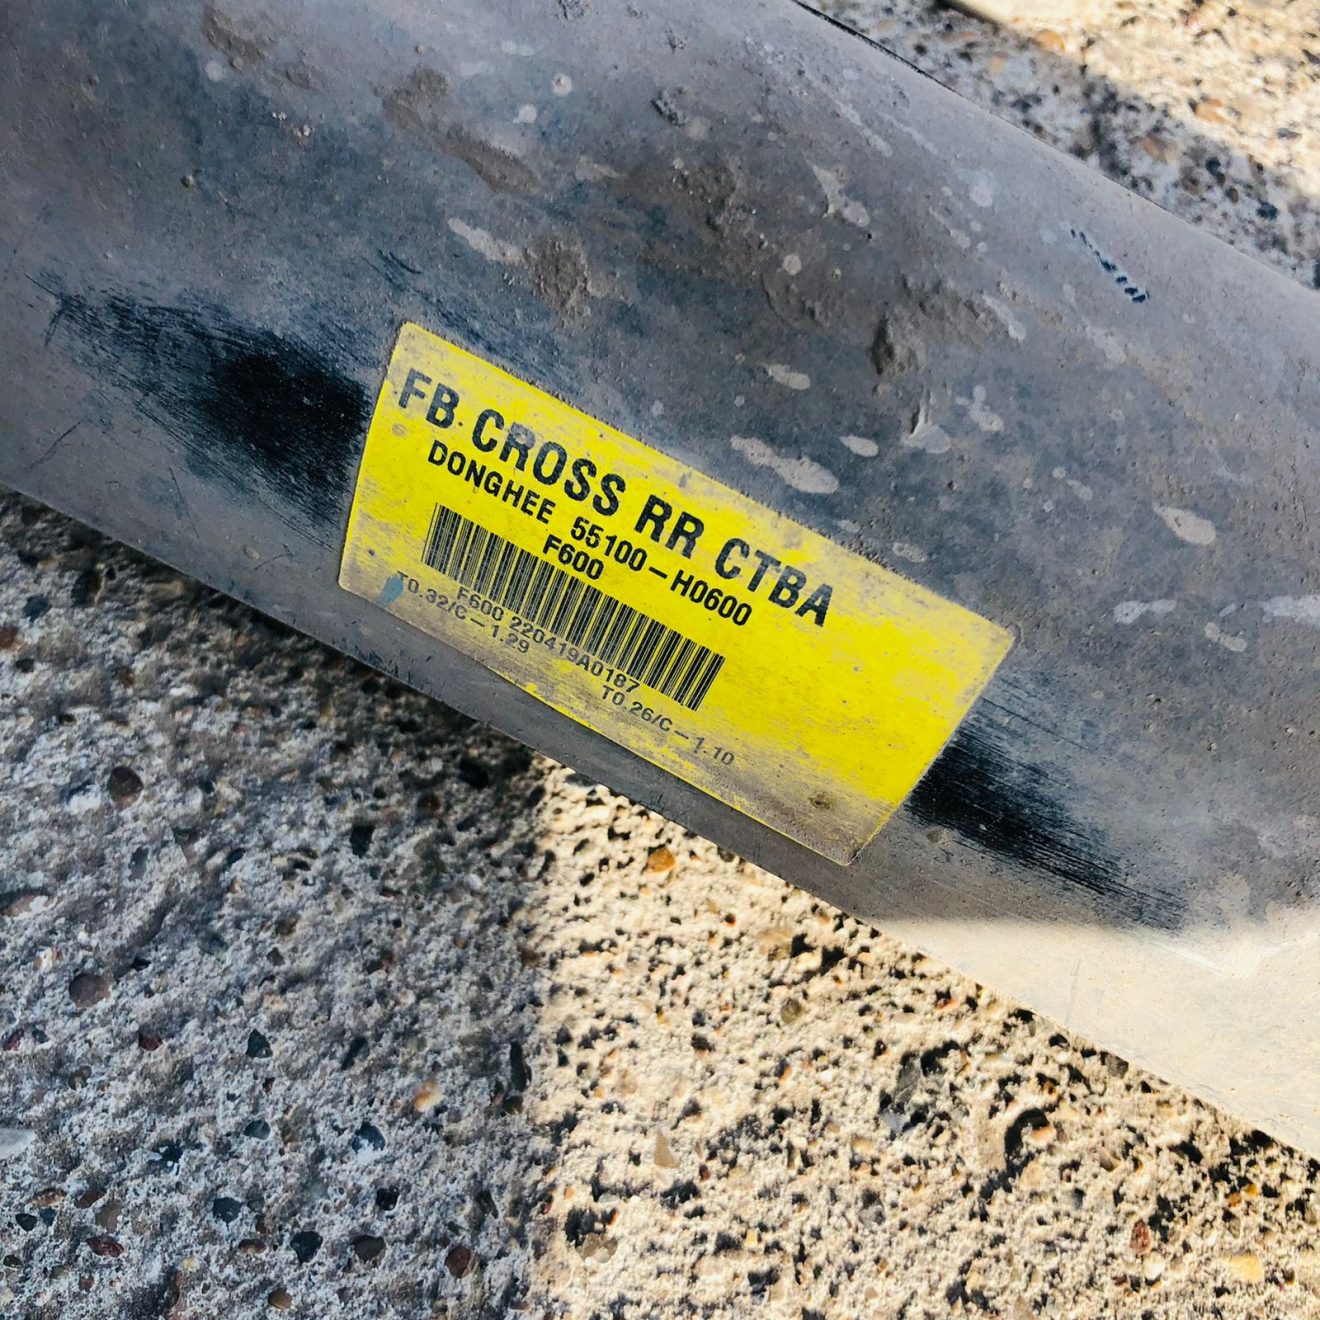 FB CROSS RR CTBA
DONGHEE 55100-H0600
F600
F600 220419A0187
T0.32/C-1.29
T0.26/C-1.10